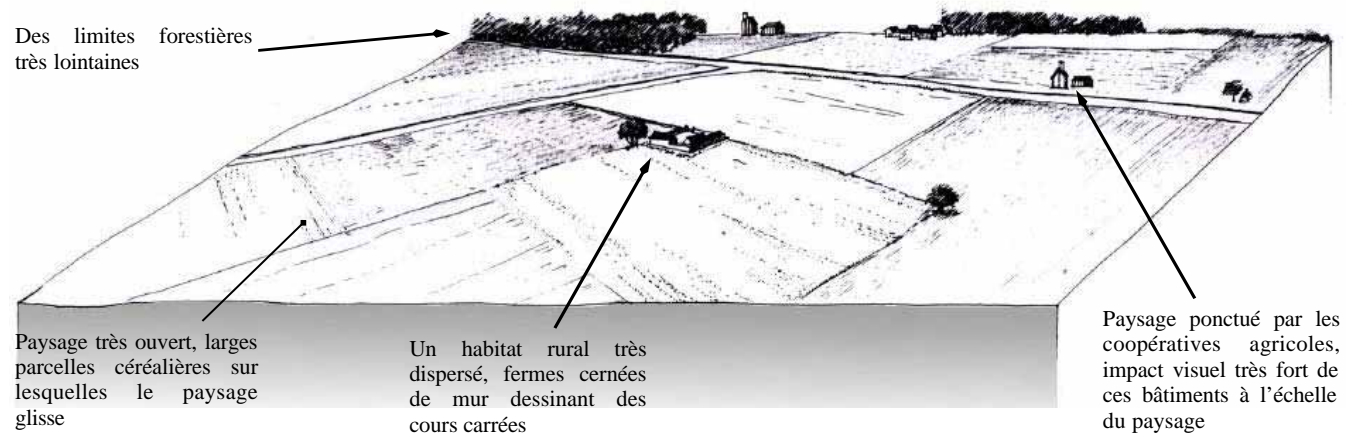 Des limites forestières
très lointaines
Paysage très ouvert, larges
parcelles céréalières sur
lesquelles le paysage
glisse
Un habitat rural très
dispersé, fermes cernées
de mur dessinant des
cours carrées
Paysage ponctué par les
coopératives agricoles,
impact visuel très fort de
ces bâtiments à l’échelle
du paysage